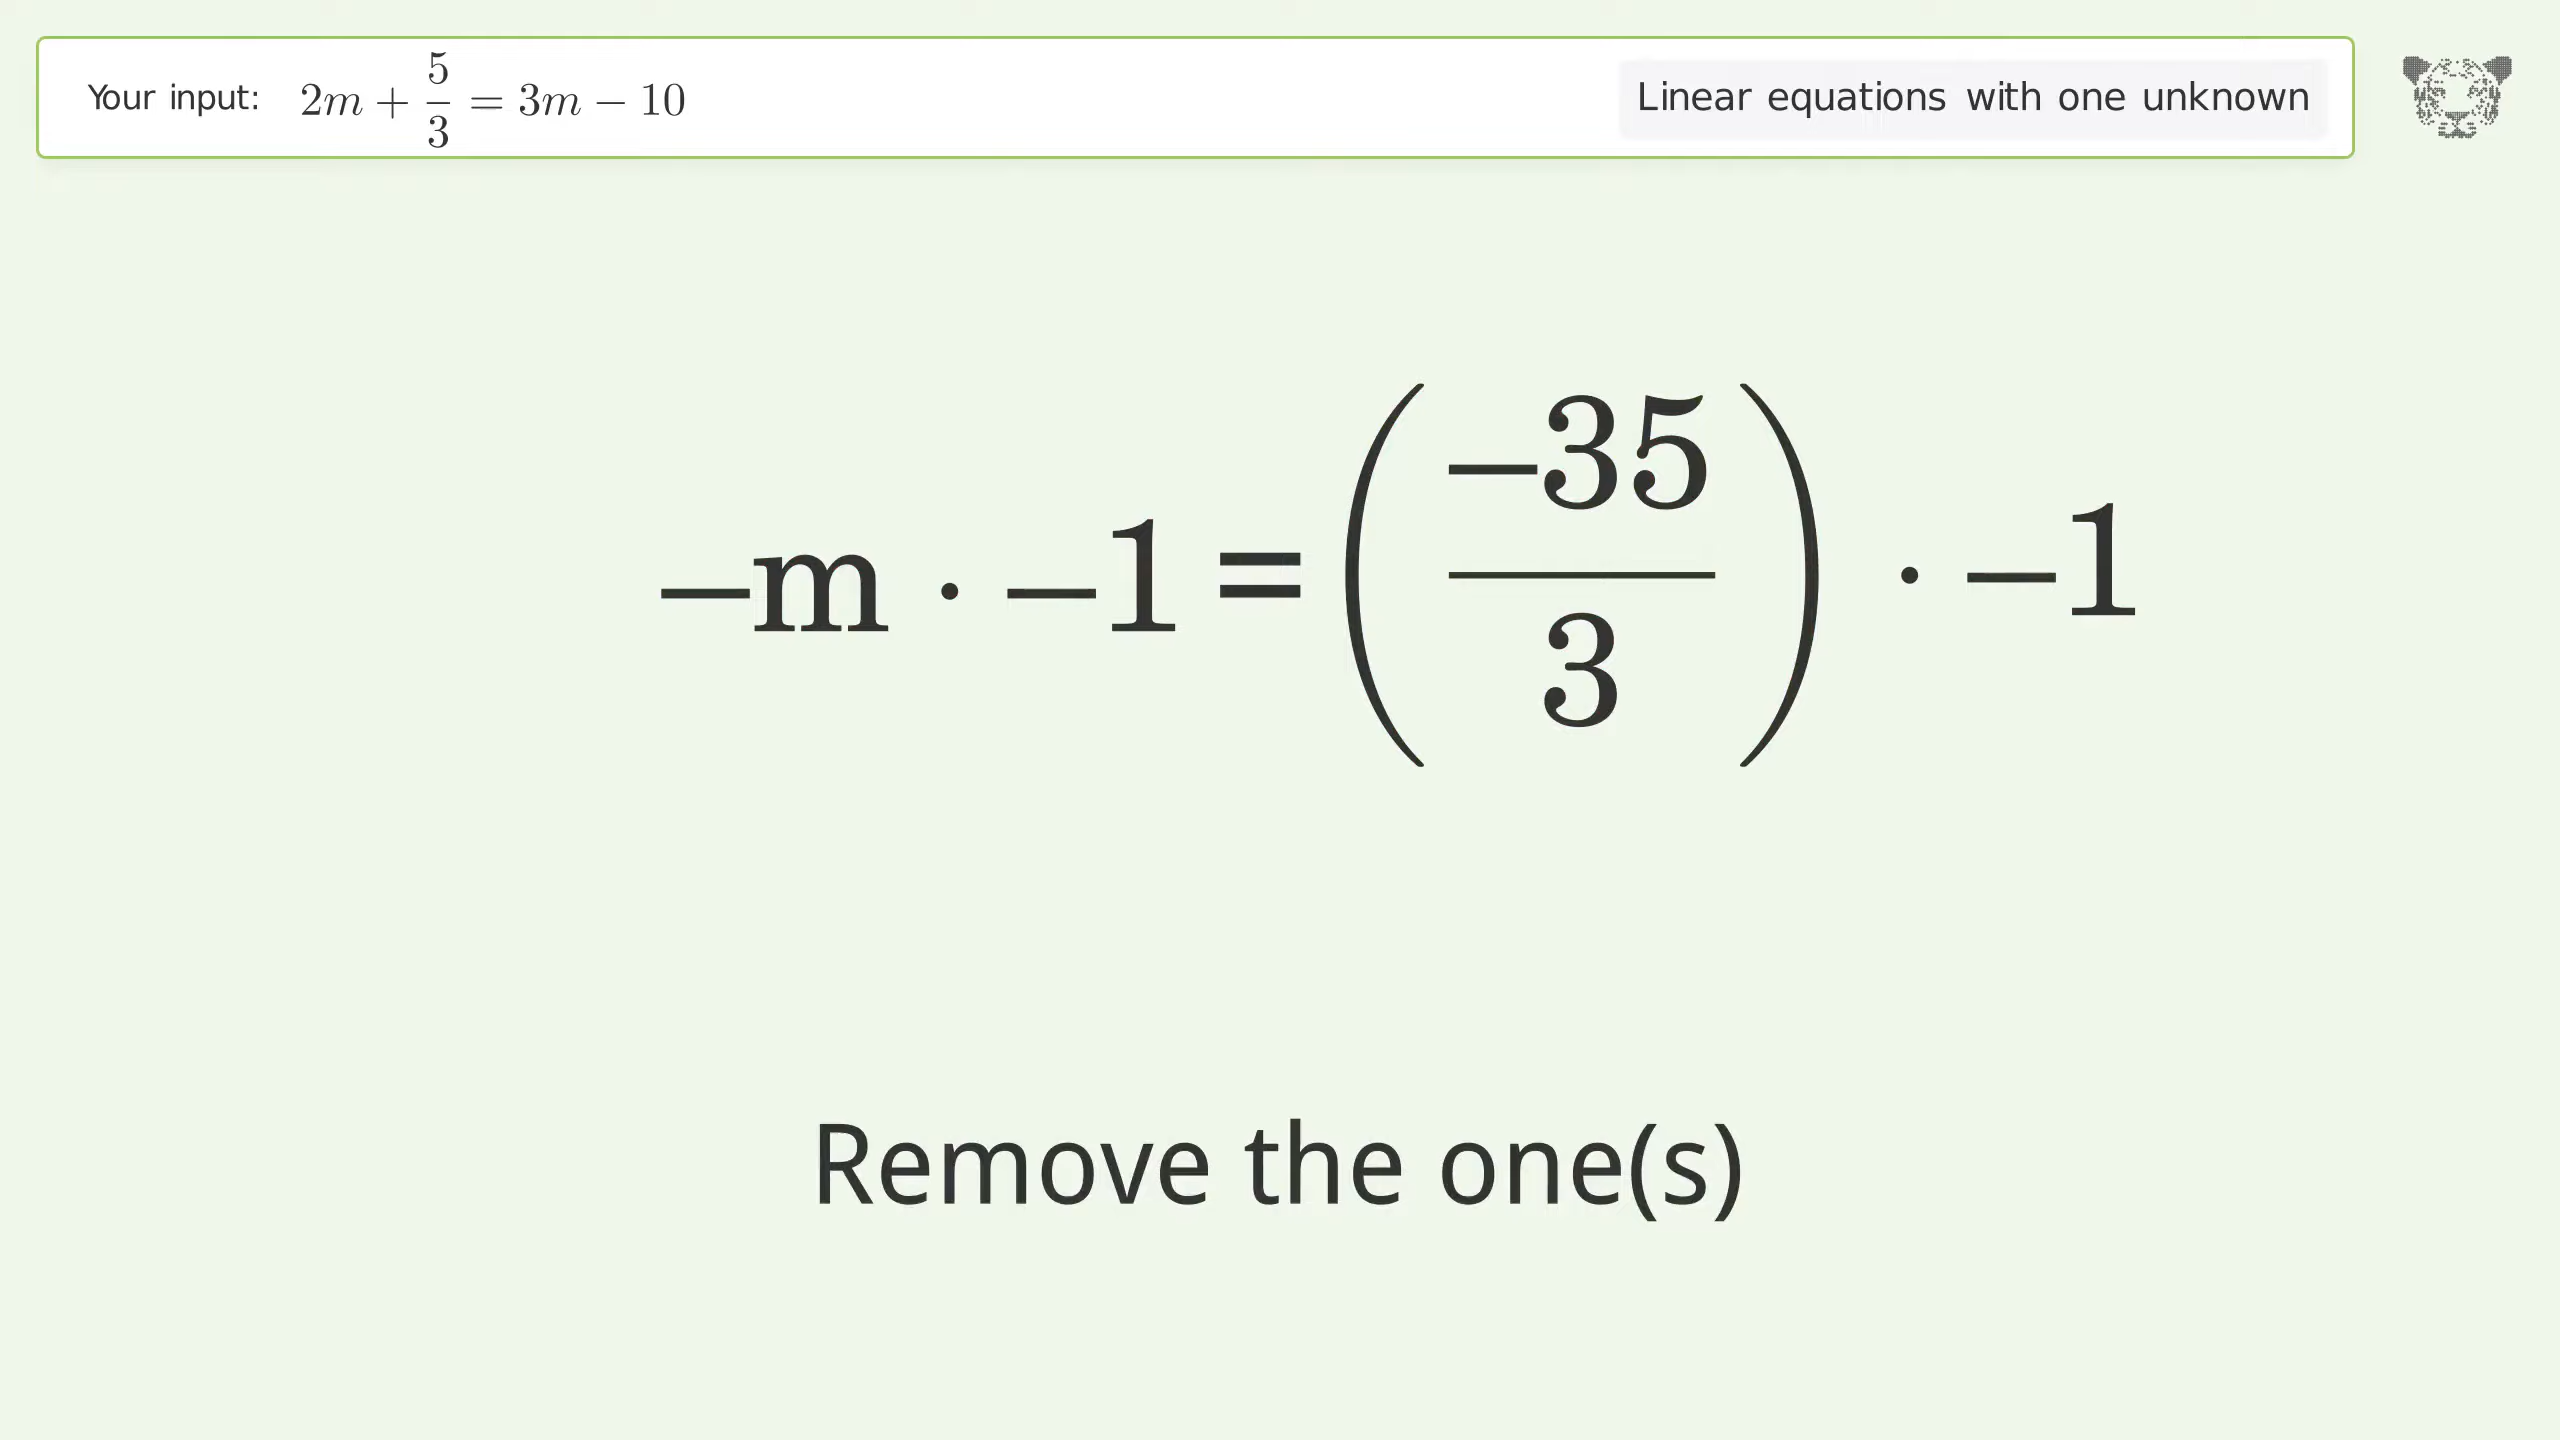 Your input: 2m + 5/3 = 3m − 10
Linear equations with one unknown
−m · −1 = (−35/3) · −1
Remove the one(s)